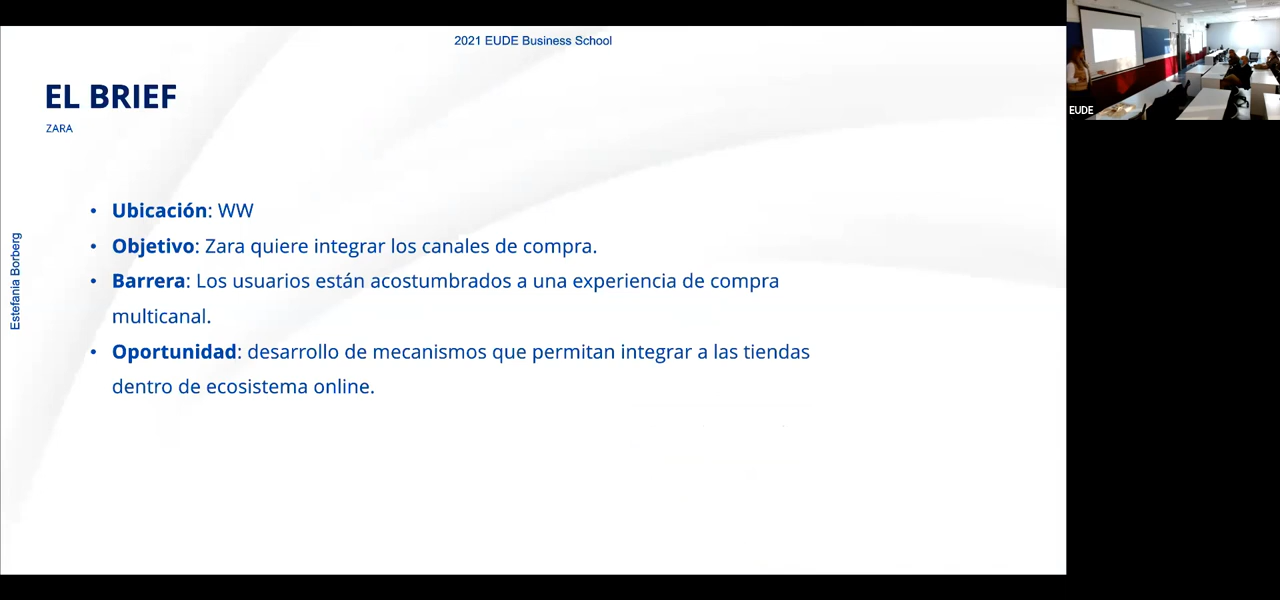 2021 EUDE Business School
EL BRIEF
ZARA
• Ubicación: WW
• Objetivo: Zara quiere integrar los canales de compra.
• Barrera: Los usuarios están acostumbrados a una experiencia de compra
multicanal.
• Oportunidad: desarrollo de mecanismos que permitan integrar a las tiendas
dentro de ecosistema online.
Estefanía Borberg
EUDE